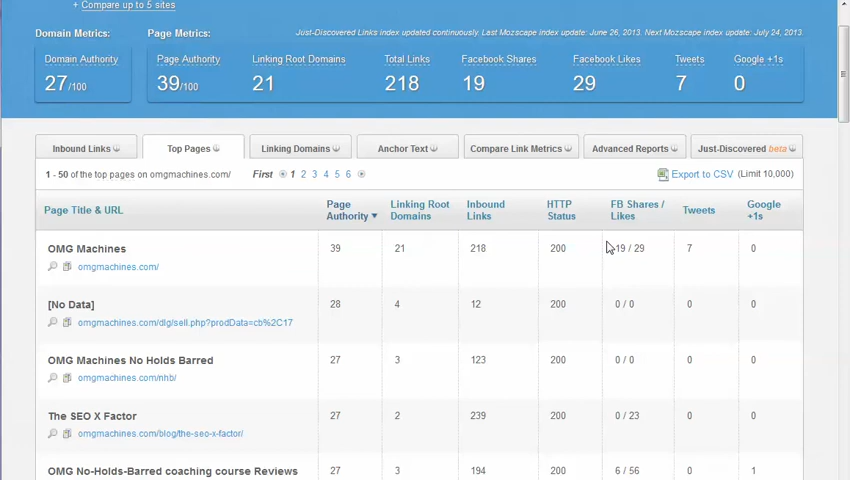 + Compare up to 5 sites
Domain Metrics: Page Metrics: Just-Discovered Links index updated continuously. Last Mozscape index update: June 26, 2013. Next Mozscape index update: July 24, 2013
Domain Authority Page Authority Linking Root Domains Total Links Facebook Shares Facebook Likes Tweets Google +1s
27/100 39/100 21 218 19 29 7 0
Inbound Links Top Pages Linking Domains Anchor Text Compare Link Metrics Advanced Reports Just-Discovered beta
1 - 50 of the top pages on omgmachines.com/ First 1 2 3 4 5 6 Export to CSV (Limit 10,000)
Page Title & URL Page Authority Linking Root Domains Inbound Links HTTP Status FB Shares / Likes Tweets Google +1s
OMG Machines 39 21 218 200 19 / 29 7 0
omgmachines.com/
[No Data] 28 4 12 200 0 / 0 0 0
omgmachines.com/dlg/sell.php?prodData=cb%2C17
OMG Machines No Holds Barred 27 3 123 200 0 / 0 0 0
omgmachines.com/nhb/
The SEO X Factor 27 2 239 200 0 / 23 0 0
omgmachines.com/blog/the-seo-x-factor/
OMG No-Holds-Barred coaching course Reviews 27 3 194 200 6 / 56 0 1